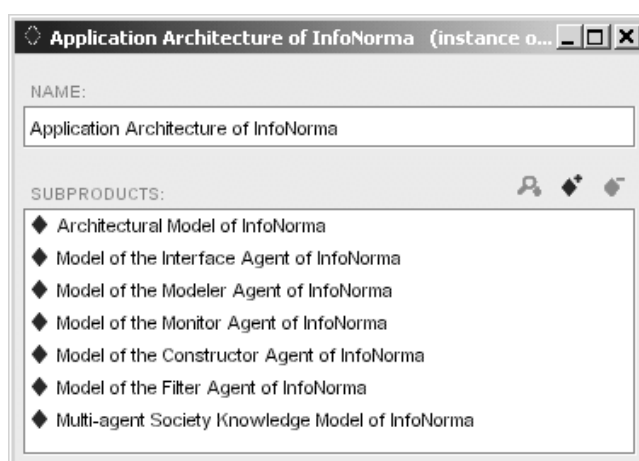 Application Architecture of InfoNorma (instance o...
NAME:
Application Architecture of InfoNorma
SUBPRODUCTS:
Architectural Model of InfoNorma
Model of the Interface Agent of InfoNorma
Model of the Modeler Agent of InfoNorma
Model of the Monitor Agent of InfoNorma
Model of the Constructor Agent of InfoNorma
Model of the Filter Agent of InfoNorma
Multi-agent Society Knowledge Model of InfoNorma